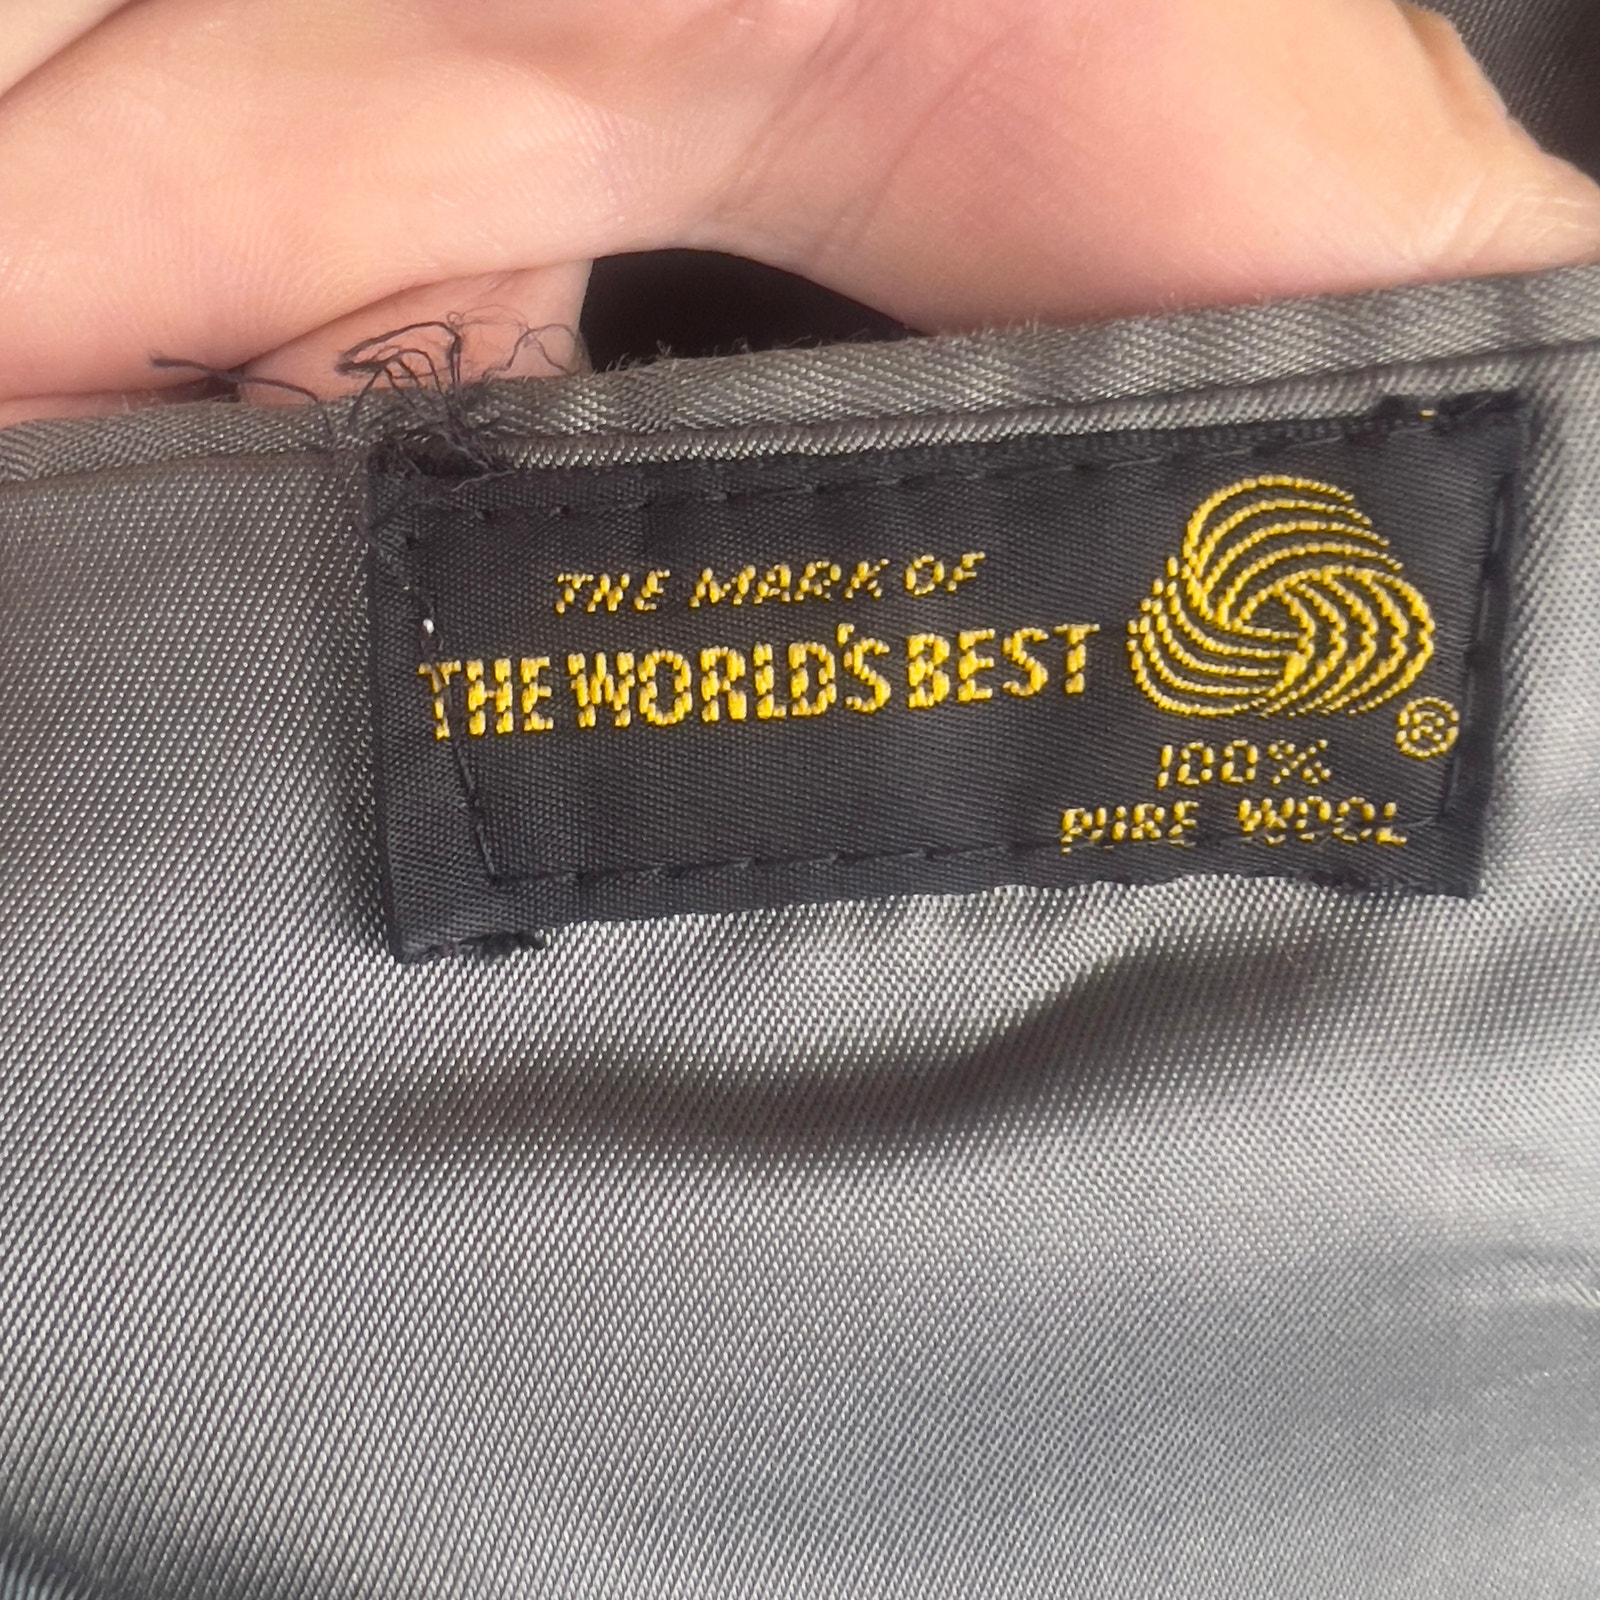 THE MARK OF
THE WORLD'S BEST
®
100%
PURE WOOL